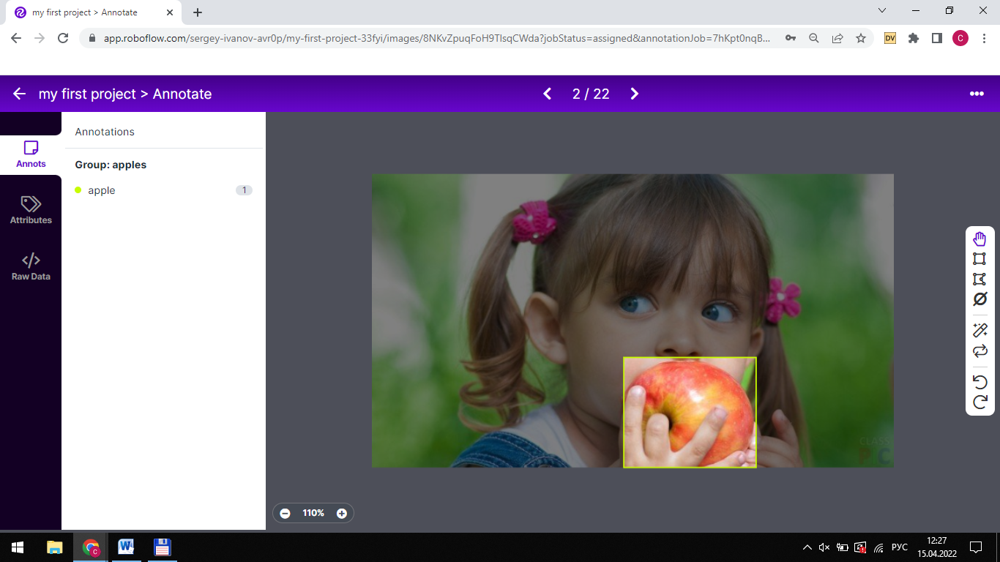 my first project > Annotate
app.roboflow.com/sergey-ivanov-avr0p/my-first-project-33fyi/images/8NKvZpuqFoH9TIsqCWda?jobStatus=assigned&annotationJob=7hKpt0nqB...
DV
C
my first project > Annotate
2 / 22
Annots
Attributes
Raw Data
Annotations
Group: apples
apple
1
CLASS
P C
110%
C
W
РУС
12:27
15.04.2022